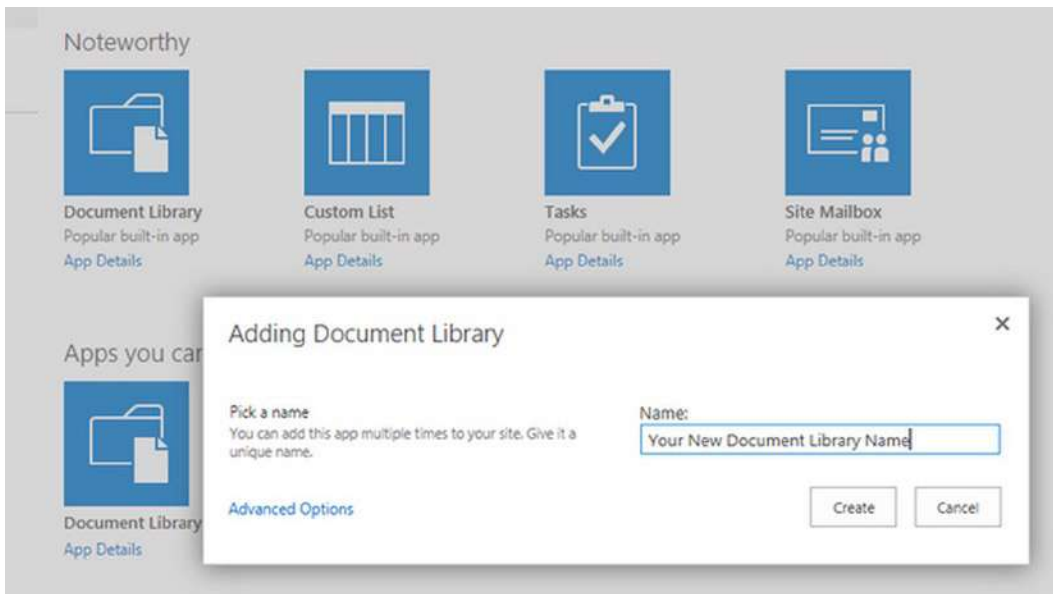 Noteworthy
Document Library
Popular built-in app
App Details
Custom List
Popular built-in app
App Details
Tasks
Popular built-in app
App Details
Site Mailbox
Popular built-in app
App Details
Apps you car
Document Library
App Details
Adding Document Library
Pick a name
You can add this app multiple times to your site. Give it a
unique name.
Name:
Your New Document Library Name
Advanced Options
Create
Cancel